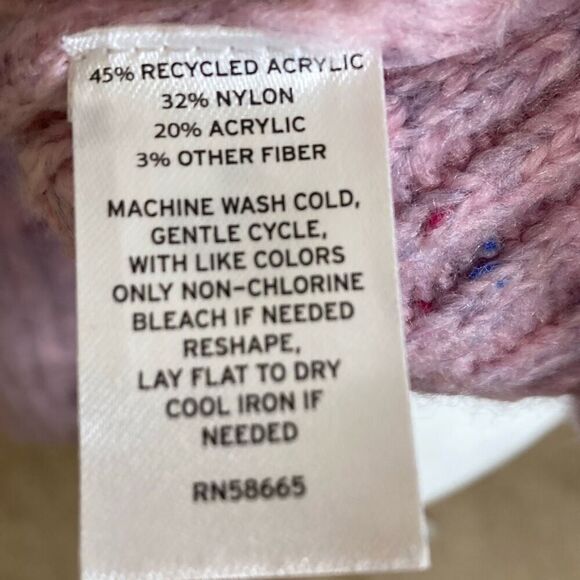 45% RECYCLED ACRYLIC
32% NYLON
20% ACRYLIC
3% OTHER FIBER
MACHINE WASH COLD,
GENTLE CYCLE,
WITH LIKE COLORS
ONLY NON-CHLORINE
BLEACH IF NEEDED
RESHAPE,
LAY FLAT TO DRY
COOL IRON IF
NEEDED
RN58665